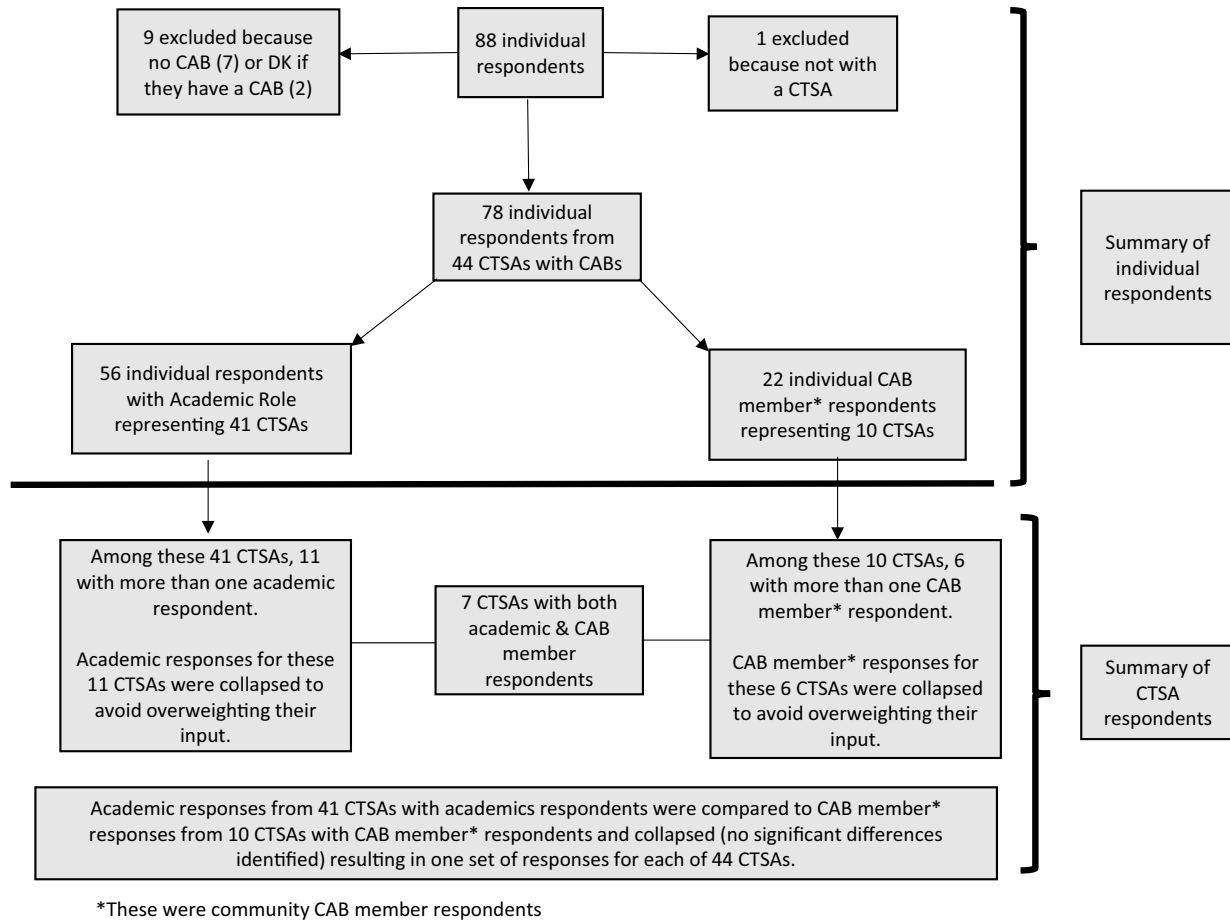 9 excluded because
no CAB (7) or DK if
they have a CAB (2)
88 individual
respondents
1 excluded
because not with
a CTSA
78 individual
respondents from
44 CTSAs with CABs
Summary of
individual
respondents
56 individual respondents
with Academic Role
representing 41 CTSAs
22 individual CAB
member* respondents
representing 10 CTSAs
Among these 41 CTSAs, 11
with more than one academic
respondent.
Academic responses for these
11 CTSAs were collapsed to
avoid overweighting their
input.
7 CTSAs with both
academic & CAB
member
respondents
Among these 10 CTSAs, 6
with more than one CAB
member* respondent.
CAB member* responses for
these 6 CTSAs were collapsed
to avoid overweighting their
input.
Summary of
CTSA
respondents
Academic responses from 41 CTSAs with academics respondents were compared to CAB member*
responses from 10 CTSAs with CAB member* respondents and collapsed (no significant differences
identified) resulting in one set of responses for each of 44 CTSAs.
*These were community CAB member respondents